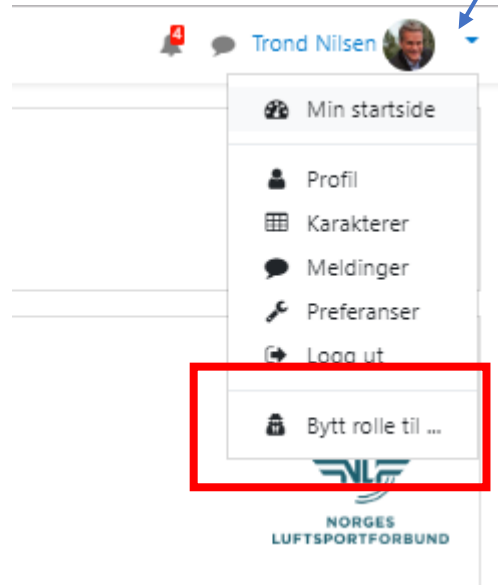 4
Trond Nilsen
Min startside
Profil
Karakterer
Meldinger
Preferanser
Logg ut
Bytt rolle til ...
NORGES
LUFTSPORTFORBUND